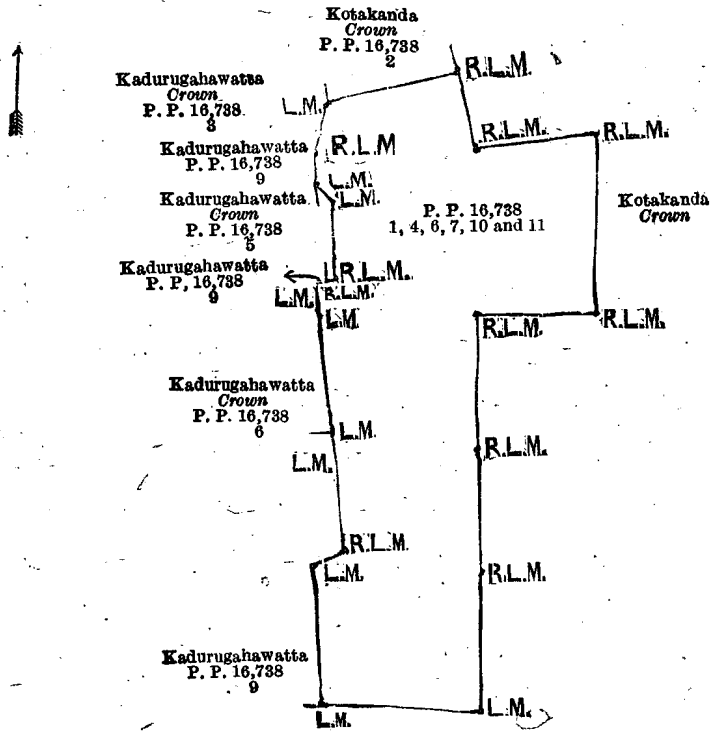 Kotakanda
Crown
P. P. 16,738
2
R.L.M.
Kadurugahawatta
Crown
P. P. 16,738
3
L.M.
R.L.M.
R.L.M.
Kadurugahawatta
P. P. 16,738
9
R.L.M
L.M.
L.M.
Kadurugahawatta
Crown
P. P. 16,738
5
P. P. 16,738
1, 4, 6, 7, 10 and 11
Kotakanda
Crown
Kadurugahawatta
P. P, 16,738
9
R.L.M.
L.M.
R.L.M.
L.M.
R.L.M.
R.L.M.
Kadurugahawatta
Crown
P. P. 16,738
6
L.M.
L.M.
R.L.M.
R.L.M.
L.M.
R.L.M.
Kadurugahawatta
P. P. 16,738
9
L.M.
L.M.